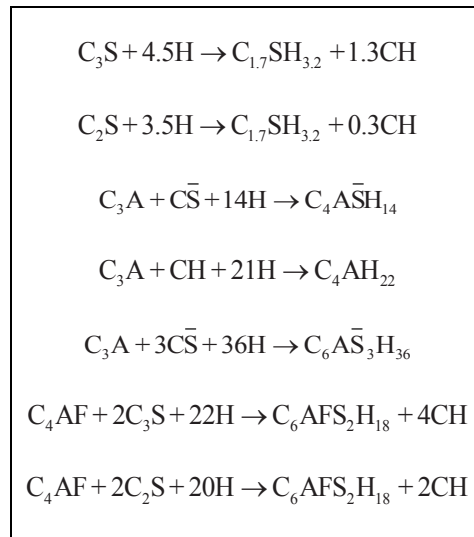 C₃S + 4.5H → C₁.₇SH₃.₂ + 1.3CH
C₂S + 3.5H → C₁.₇SH₃.₂ + 0.3CH
C₃A + CS̄ + 14H → C₄AS̄H₁₄
C₃A + CH + 21H → C₄AH₂₂
C₃A + 3CS̄ + 36H → C₆AS̄₃H₃₆
C₄AF + 2C₃S + 22H → C₆AFS₂H₁₈ + 4CH
C₄AF + 2C₂S + 20H → C₆AFS₂H₁₈ + 2CH